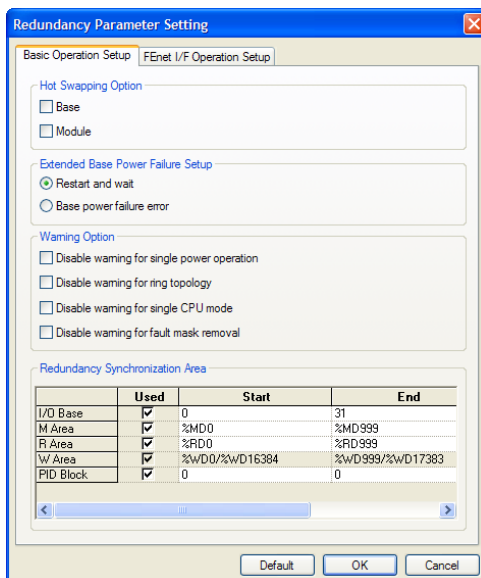 Redundancy Parameter Setting
Basic Operation Setup FEnet I/F Operation Setup
Hot Swapping Option
Base
Module
Extended Base Power Failure Setup
Restart and wait
Base power failure error
Warning Option
Disable warning for single power operation
Disable warning for ring topology
Disable warning for single CPU mode
Disable warning for fault mask removal
Redundancy Synchronization Area
Used Start End
I/O Base 0 31
M Area %MD0 %MD999
R Area %RD0 %RD999
W Area %WD0/%WD16384 %WD999/%WD17383
PID Block 0 0
Default OK Cancel